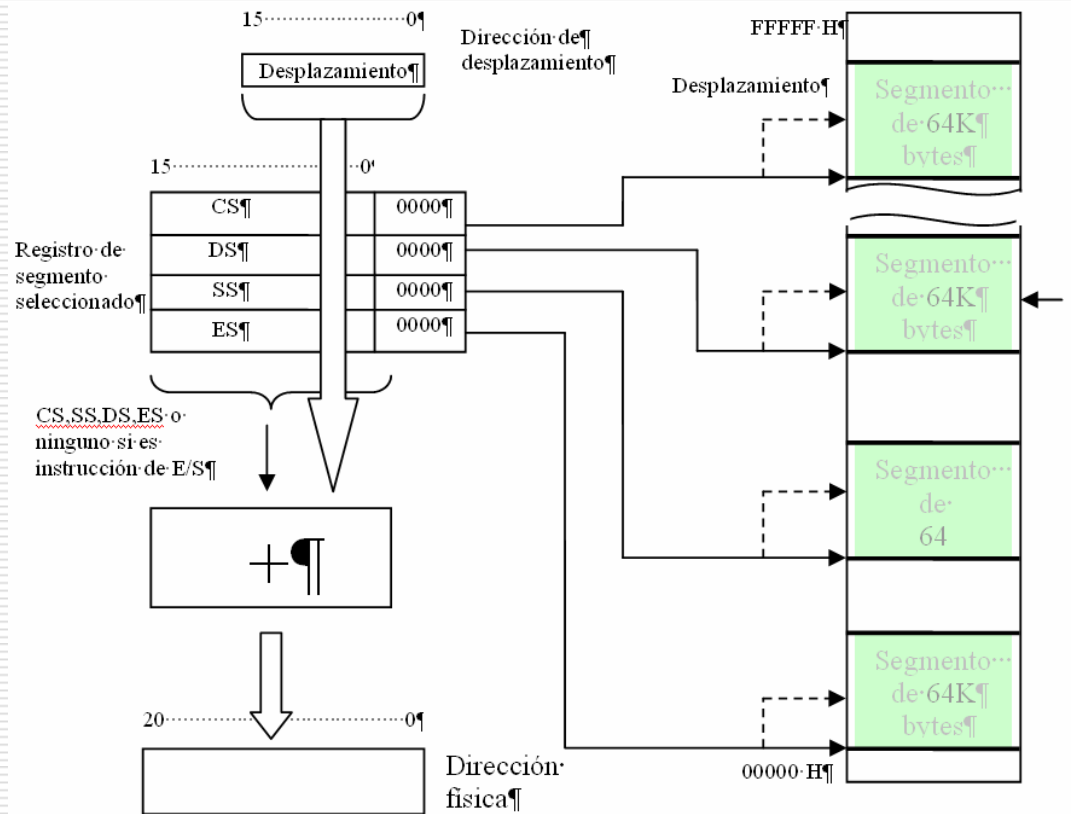 15·····················0¶
Dirección·de¶
desplazamiento¶
Desplazamiento¶
FFFFF·H¶
Desplazamiento¶
Segmento···
de·64K¶
bytes¶
15···························0¶
CS¶ 0000¶
DS¶ 0000¶
SS¶ 0000¶
ES¶ 0000¶
Registro·de·
segmento·
seleccionado¶
Segmento···
de·64K¶
bytes¶
CS,SS,DS,ES·o·
ninguno·si·es·
instrucción·de·E/S¶
Segmento···
de·
64
+¶
Segmento···
de·64K¶
bytes¶
20································0¶
Dirección·
física¶
00000·H¶